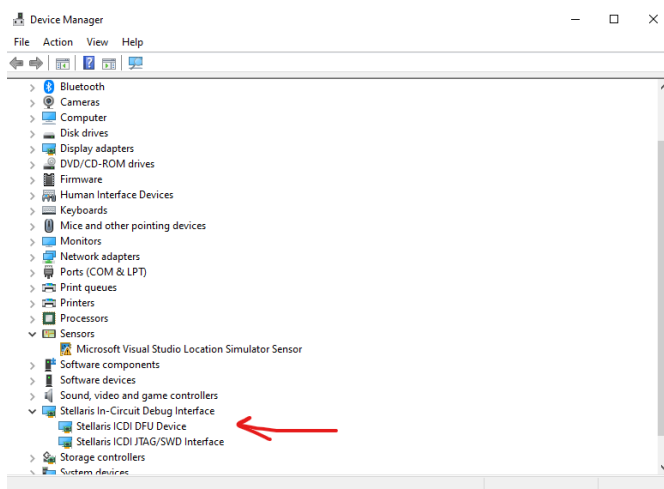 Device Manager
File Action View Help
Bluetooth
Cameras
Computer
Disk drives
Display adapters
DVD/CD-ROM drives
Firmware
Human Interface Devices
Keyboards
Mice and other pointing devices
Monitors
Network adapters
Ports (COM & LPT)
Print queues
Printers
Processors
Sensors
Microsoft Visual Studio Location Simulator Sensor
Software components
Software devices
Sound, video and game controllers
Stellaris In-Circuit Debug Interface
Stellaris ICDI DFU Device
Stellaris ICDI JTAG/SWD Interface
Storage controllers
System devices